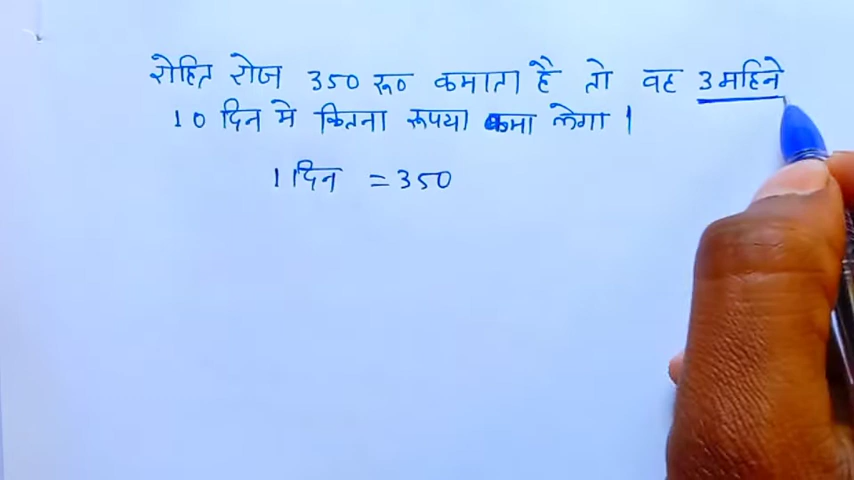 रोहित रोज 350 रू० कमाता है तो वह 3 महिने
10 दिन मे कितना रूपया कमा लेगा ।
1 दिन = 350